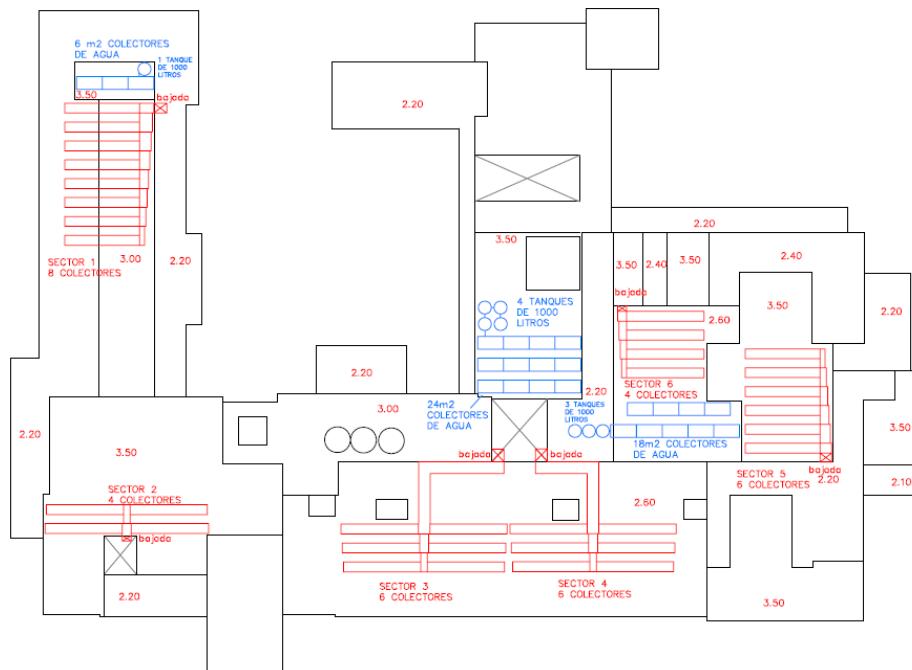 6 m2 COLECTORES
DE AGUA
1 TANQUE
DE 1000
LITROS
3.50
bajada
2.20
3.00
SECTOR 1
8 COLECTORES
2.20
2.20
3.50
2.40
3.50
2.40
3.50
3.50
2.20
bajada
4 TANQUES
DE 1000
LITROS
2.60
2.20
SECTOR 6
4 COLECTORES
2.20
3.00
24m2
COLECTORES
DE AGUA
3 TANQUES
DE 1000
LITROS
18m2 COLECTORES
DE AGUA
3.50
2.20
3.50
bajada
bajada
SECTOR 5
6 COLECTORES
bajada
2.20
2.10
SECTOR 2
4 COLECTORES
bajada
2.60
2.20
SECTOR 3
6 COLECTORES
SECTOR 4
6 COLECTORES
3.50